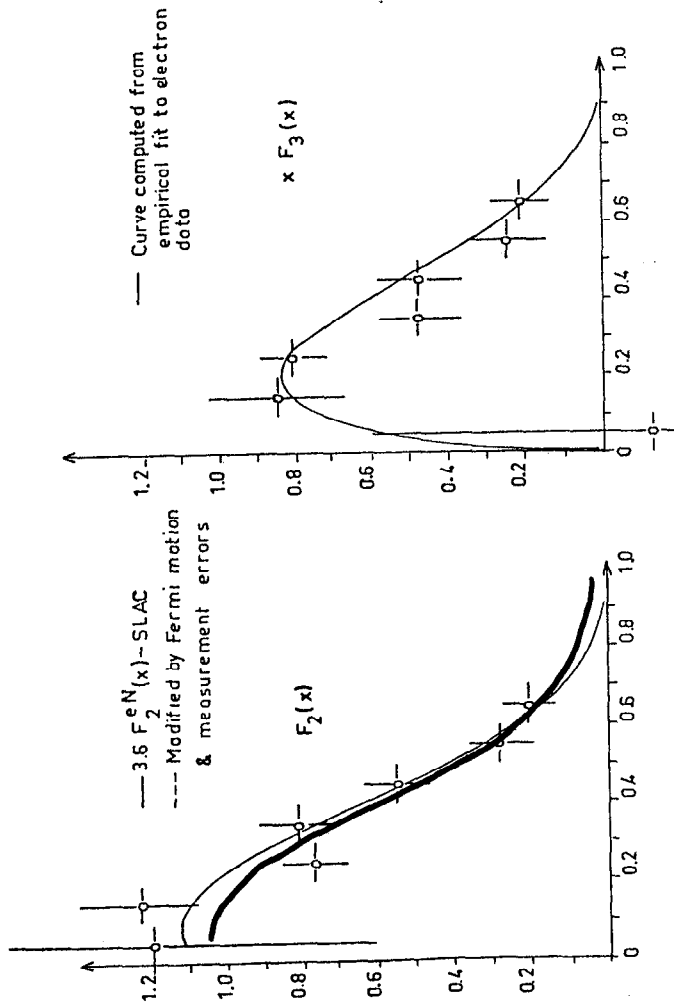 — 3.6 F₂ᵉᴺ(x)-SLAC
--- Modified by Fermi motion
& measurement errors
F₂(x)
1.2
1.0
0.8
0.6
0.4
0.2
0 0.2 0.4 0.6 0.8 1.0
— Curve computed from
empirical fit to electron
data
x F₃(x)
1.2
1.0
0.8
0.6
0.4
0.2
0 0.2 0.4 0.6 0.8 1.0